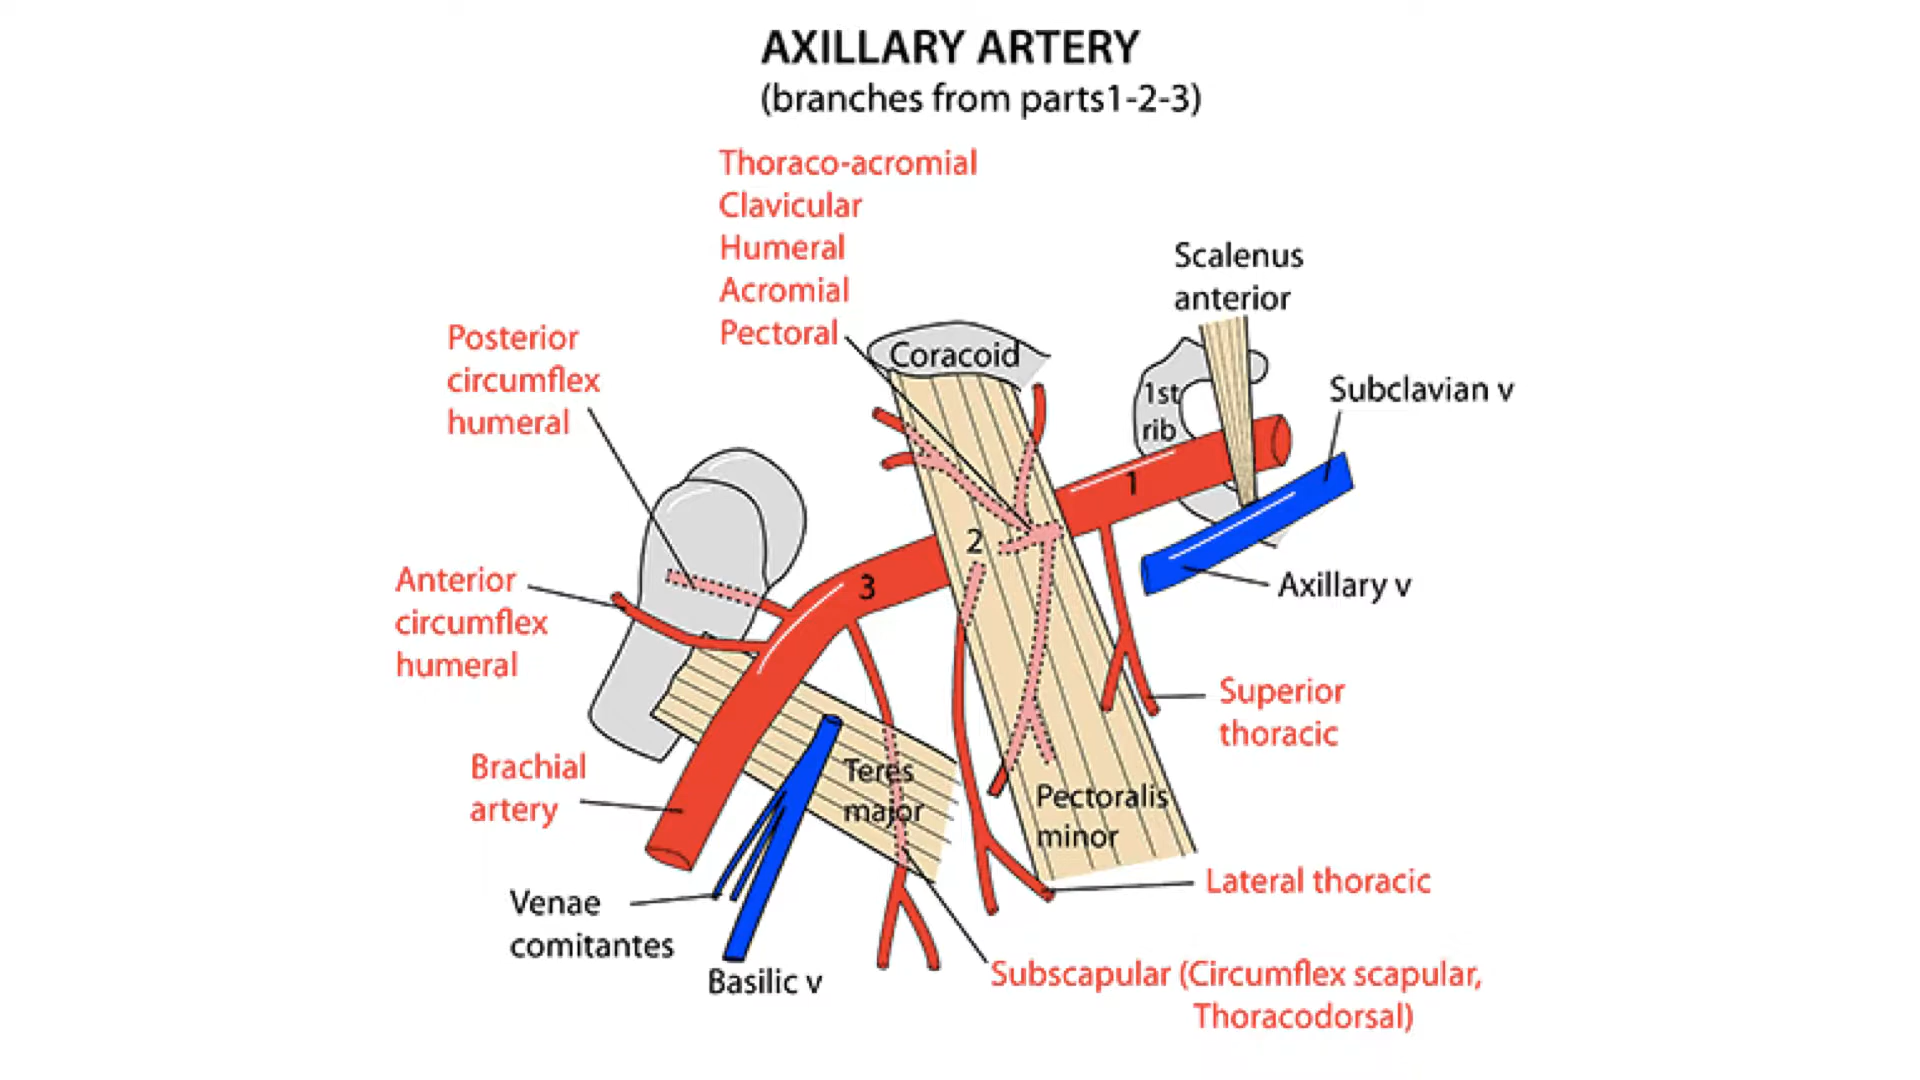 AXILLARY ARTERY
(branches from parts1-2-3)
Thoraco-acromial
Clavicular
Humeral
Acromial
Pectoral
Scalenus
anterior
Posterior
circumflex
humeral
Coracoid
1st
rib
Subclavian v
1
2
3
Axillary v
Anterior
circumflex
humeral
Superior
thoracic
Brachial
artery
Teres
major
Pectoralis
minor
Lateral thoracic
Venae
comitantes
Basilic v
Subscapular (Circumflex scapular,
Thoracodorsal)